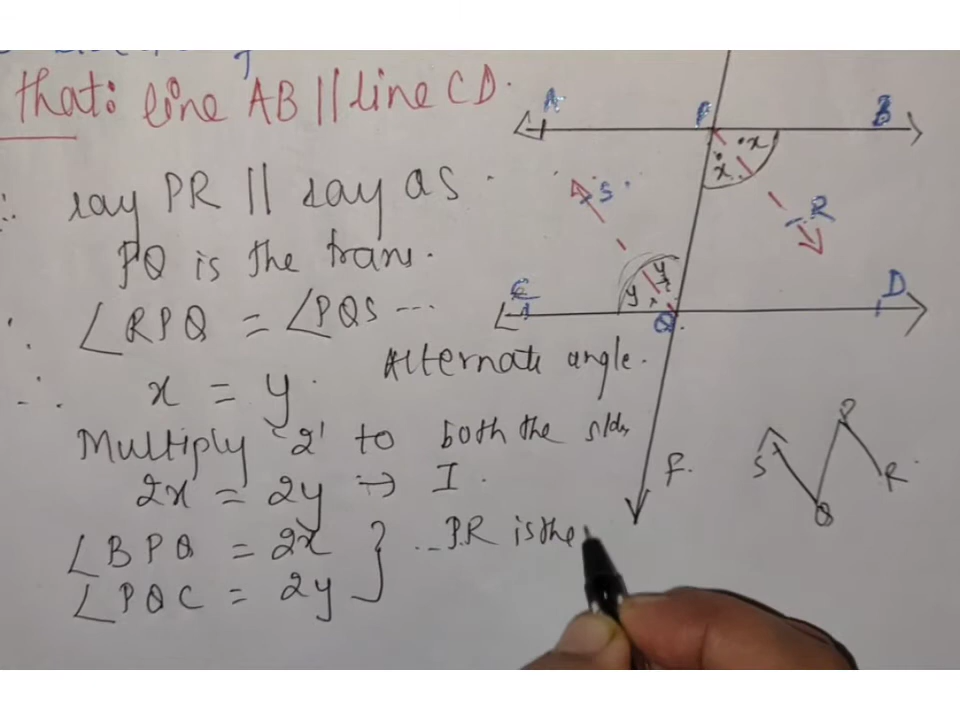 that: line AB || line CD.
∴ ray PR || ray QS.
PQ is the trans.
∴ ∠RPQ = ∠PQS ...
Alternate angle.
∴ x = y.
Multiply '2' to both the sides
2x = 2y → I.
∠BPQ = 2x } ... PR is the
∠PQC = 2y
A P B
x x
S R
y y
C Q D
F.
P
S R
Q